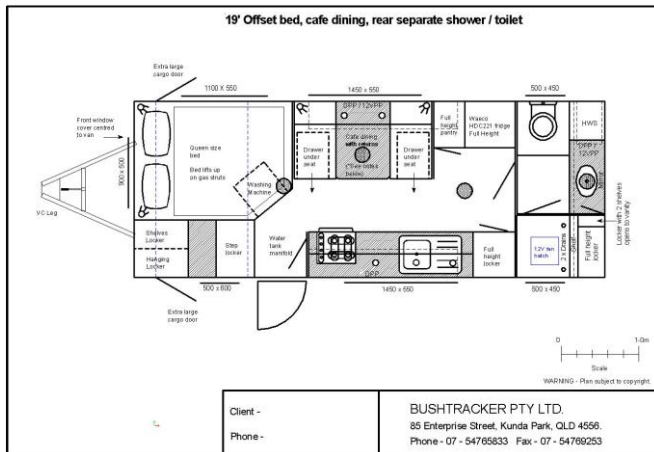 19' Offset bed, cafe dining, rear separate shower / toilet
Extra large
cargo door
1100 X 550
1450 x 550
500 x 450
Front window
cover centred
to van
900 x 500
VC Leg
Queen size
bed
Bed lifts up
on gas struts
Washing
Machine
DPP / 12VPP
Cafe dining
with
below)
Drawer
under
seat
Drawer
under
seat
Full
height
pantry
Waeco
HDC221 fridge
Full Height
HWS
DPP /
12VPP
Mirror
Locker with 2 shelves
opens to vanity
Shelves
Locker
Hanging
Locker
Step
locker
Water
tank
manifold
DPP
Full
height
locker
12V fan
hatch
2 x Drains
Full height
locker
500 x 600
1450 x 550
500 x 450
Extra large
cargo door
0
1.0m
Scale
WARNING - Plan subject to copyright.
Client -
Phone -
BUSHTRACKER PTY LTD.
85 Enterprise Street, Kunda Park, QLD 4556.
Phone - 07 - 54765833 Fax - 07 - 54769253